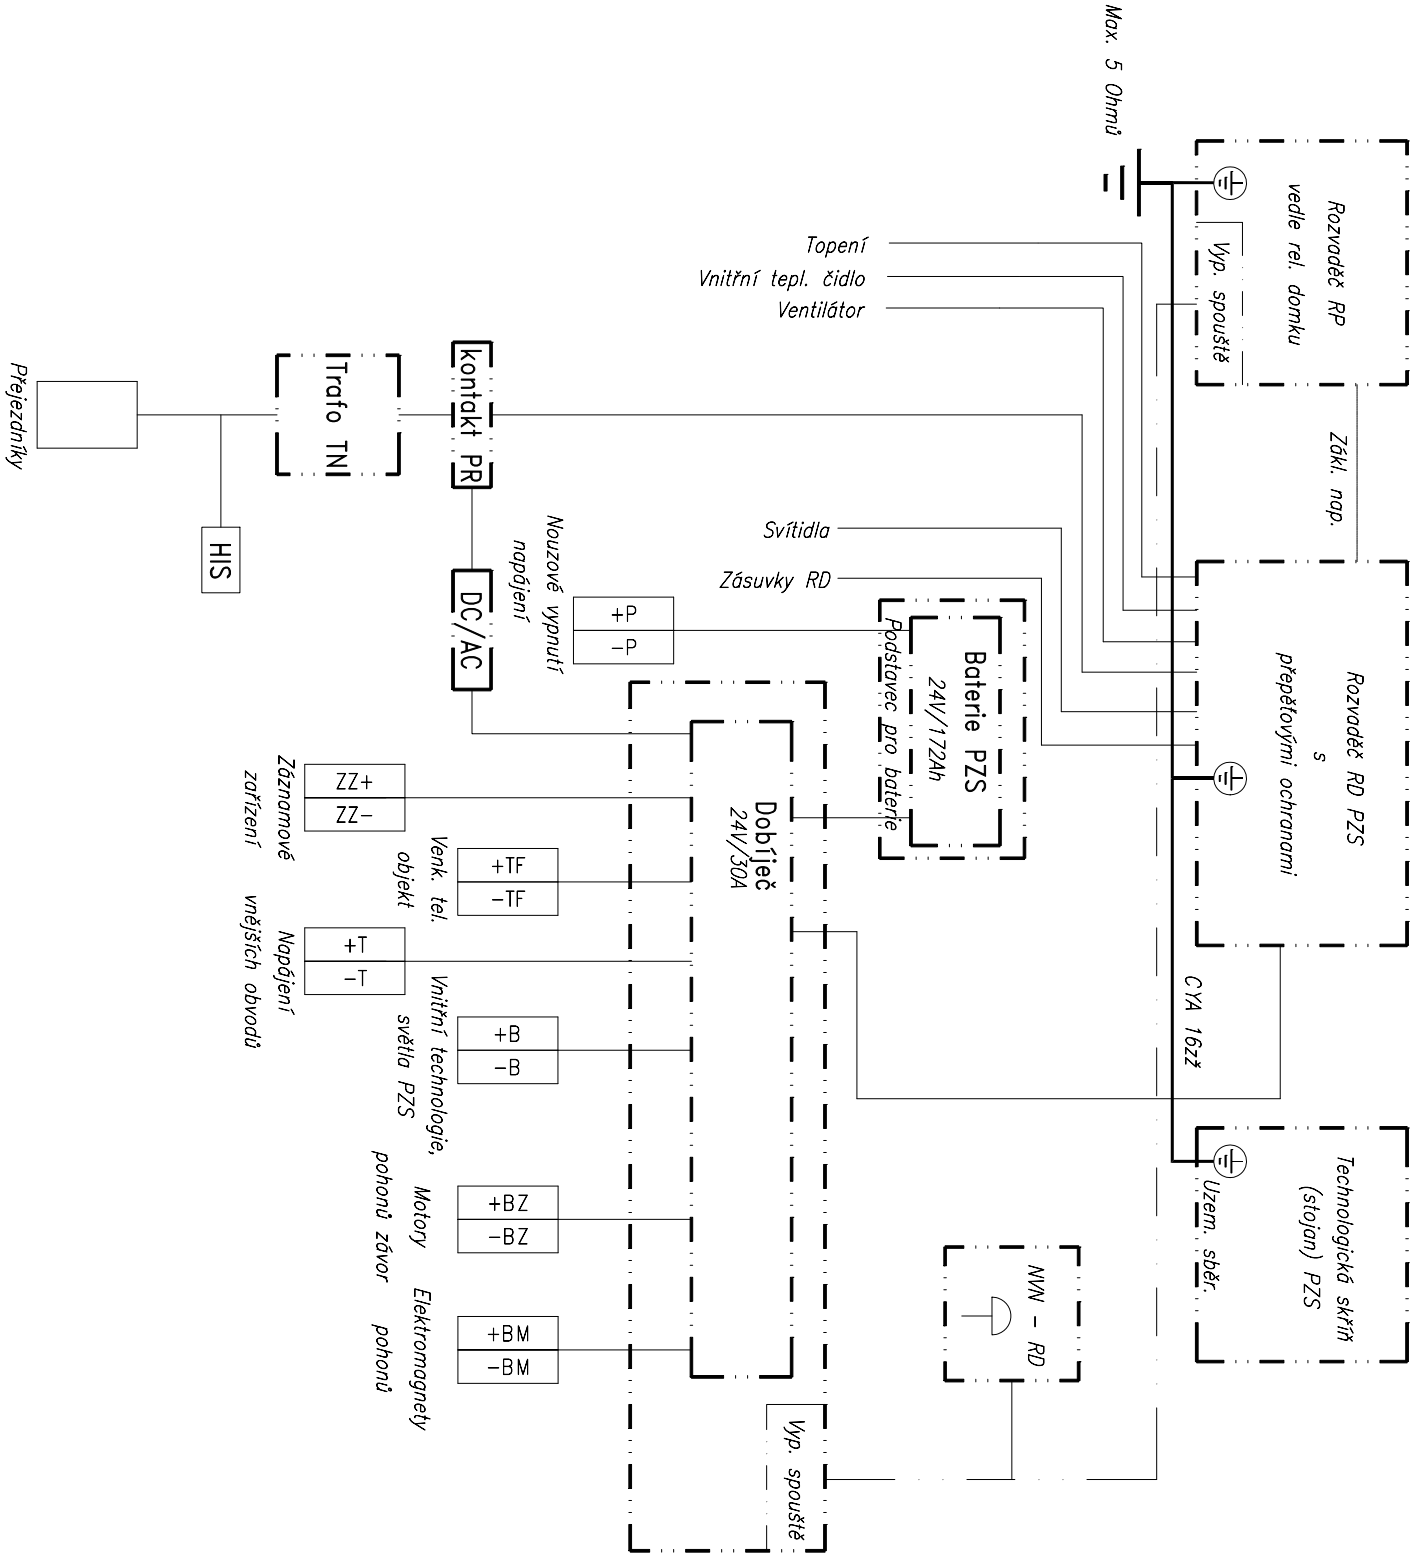 Rozvaděč RP
vedle rel. domku
Vyp. spouště
Zákl. nap.
Rozvaděč RD PZS
s
přepěťovými ochranami
CYA 16zž
Technologická skříň
(stojan) PZS
Uzem. sběr.
Max. 5 Ohmů
Topení
Vnitřní tepl. čidlo
Ventilátor
Svítidla
Zásuvky RD
Baterie PZS
24V/172Ah
Podstavec pro baterie
NVN - RD
Dobíječ
24V/30A
Vyp. spouště
+P
-P
Nouzové vypnutí
napájení
kontakt PR
DC/AC
Trafo TNI
HIS
Přejezdníky
ZZ+
ZZ-
Záznamové
zařízení
+TF
-TF
Venk. tel.
objekt
+T
-T
Napájení
vnějších obvodů
+B
-B
Vnitřní technologie,
světla PZS
+BZ
-BZ
Motory
pohonů závor
+BM
-BM
Elektromagnety
pohonů